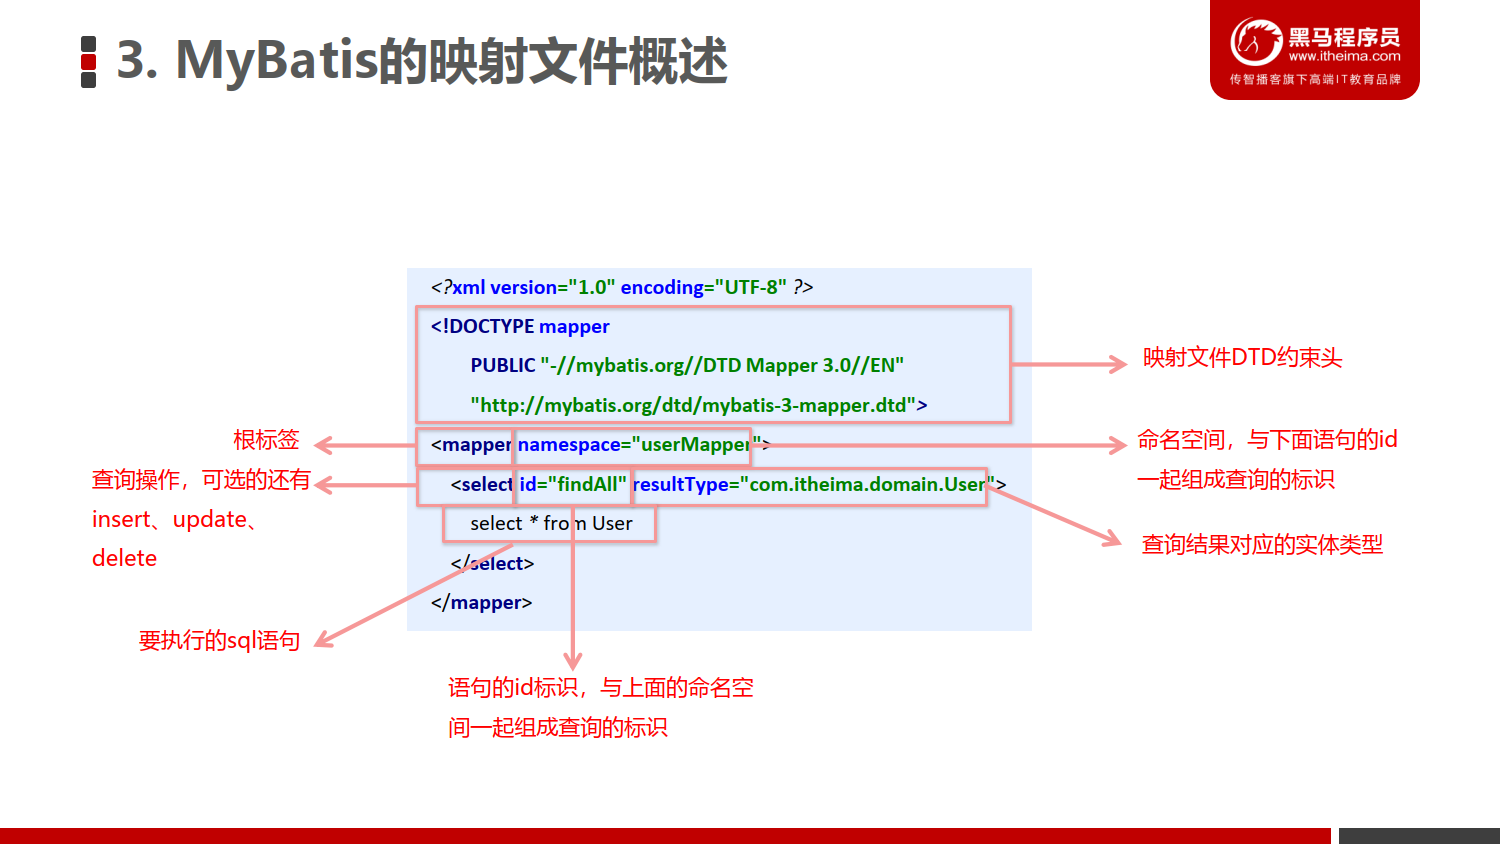 3. MyBatis的映射文件概述
黑马程序员
www.itheima.com
传智播客旗下高端IT教育品牌
<?xml version="1.0" encoding="UTF-8" ?>
<!DOCTYPE mapper
PUBLIC "-//mybatis.org//DTD Mapper 3.0//EN"
"http://mybatis.org/dtd/mybatis-3-mapper.dtd">
<mapper namespace="userMapper">
<select id="findAll" resultType="com.itheima.domain.User">
select * from User
</select>
</mapper>
映射文件DTD约束头
根标签
命名空间，与下面语句的id
一起组成查询的标识
查询操作，可选的还有
insert、update、
delete
查询结果对应的实体类型
要执行的sql语句
语句的id标识，与上面的命名空
间一起组成查询的标识